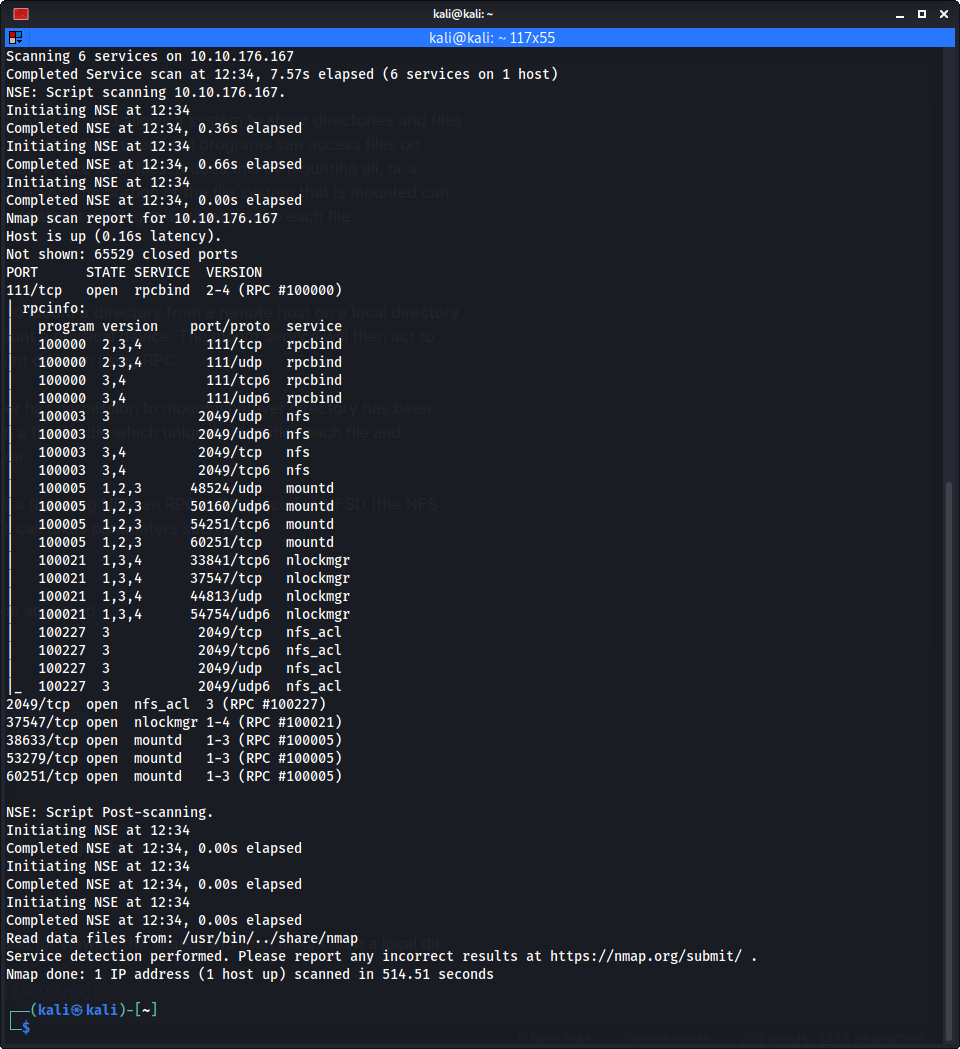 kali@kali: ~
kali@kali: ~ 117x55
Scanning 6 services on 10.10.176.167
Completed Service scan at 12:34, 7.57s elapsed (6 services on 1 host)
NSE: Script scanning 10.10.176.167.
Initiating NSE at 12:34
Completed NSE at 12:34, 0.36s elapsed
Initiating NSE at 12:34
Completed NSE at 12:34, 0.66s elapsed
Initiating NSE at 12:34
Completed NSE at 12:34, 0.00s elapsed
Nmap scan report for 10.10.176.167
Host is up (0.16s latency).
Not shown: 65529 closed ports
PORT      STATE SERVICE  VERSION
111/tcp   open  rpcbind  2-4 (RPC #100000)
| rpcinfo:
|   program version    port/proto  service
|   100000  2,3,4        111/tcp   rpcbind
|   100000  2,3,4        111/udp   rpcbind
|   100000  3,4          111/tcp6  rpcbind
|   100000  3,4          111/udp6  rpcbind
|   100003  3           2049/udp   nfs
|   100003  3           2049/udp6  nfs
|   100003  3,4         2049/tcp   nfs
|   100003  3,4         2049/tcp6  nfs
|   100005  1,2,3      48524/udp   mountd
|   100005  1,2,3      50160/udp6  mountd
|   100005  1,2,3      54251/tcp6  mountd
|   100005  1,2,3      60251/tcp   mountd
|   100021  1,3,4      33841/tcp6  nlockmgr
|   100021  1,3,4      37547/tcp   nlockmgr
|   100021  1,3,4      44813/udp   nlockmgr
|   100021  1,3,4      54754/udp6  nlockmgr
|   100227  3           2049/tcp   nfs_acl
|   100227  3           2049/tcp6  nfs_acl
|   100227  3           2049/udp   nfs_acl
|_  100227  3           2049/udp6  nfs_acl
2049/tcp  open  nfs_acl  3 (RPC #100227)
37547/tcp open  nlockmgr 1-4 (RPC #100021)
38633/tcp open  mountd   1-3 (RPC #100005)
53279/tcp open  mountd   1-3 (RPC #100005)
60251/tcp open  mountd   1-3 (RPC #100005)
NSE: Script Post-scanning.
Initiating NSE at 12:34
Completed NSE at 12:34, 0.00s elapsed
Initiating NSE at 12:34
Completed NSE at 12:34, 0.00s elapsed
Initiating NSE at 12:34
Completed NSE at 12:34, 0.00s elapsed
Read data files from: /usr/bin/../share/nmap
Service detection performed. Please report any incorrect results at https://nmap.org/submit/ .
Nmap done: 1 IP address (1 host up) scanned in 514.51 seconds
┌──(kali㉿kali)-[~]
└─$